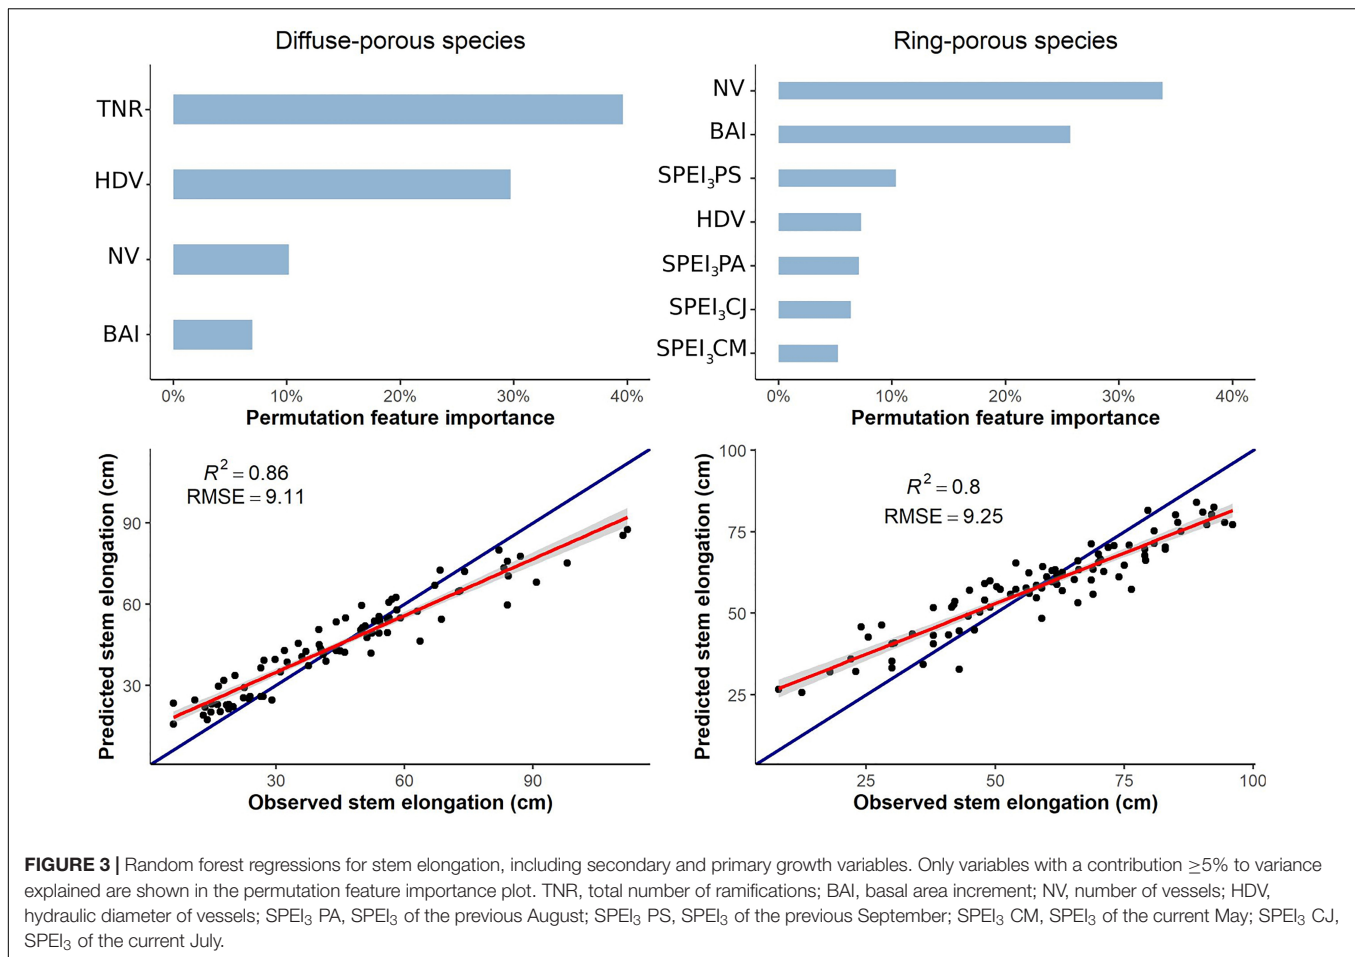 Diffuse-porous species
TNR
HDV
NV
BAI
0% 10% 20% 30% 40%
Permutation feature importance
Ring-porous species
NV
BAI
SPEI₃PS
HDV
SPEI₃PA
SPEI₃CJ
SPEI₃CM
0% 10% 20% 30% 40%
Permutation feature importance
R² = 0.86
RMSE = 9.11
Predicted stem elongation (cm)
90
60
30
30 60 90
Observed stem elongation (cm)
R² = 0.8
RMSE = 9.25
Predicted stem elongation (cm)
100
75
50
25
25 50 75 100
Observed stem elongation (cm)
FIGURE 3 | Random forest regressions for stem elongation, including secondary and primary growth variables. Only variables with a contribution ≥5% to variance
explained are shown in the permutation feature importance plot. TNR, total number of ramifications; BAI, basal area increment; NV, number of vessels; HDV,
hydraulic diameter of vessels; SPEI₃ PA, SPEI₃ of the previous August; SPEI₃ PS, SPEI₃ of the previous September; SPEI₃ CM, SPEI₃ of the current May; SPEI₃ CJ,
SPEI₃ of the current July.